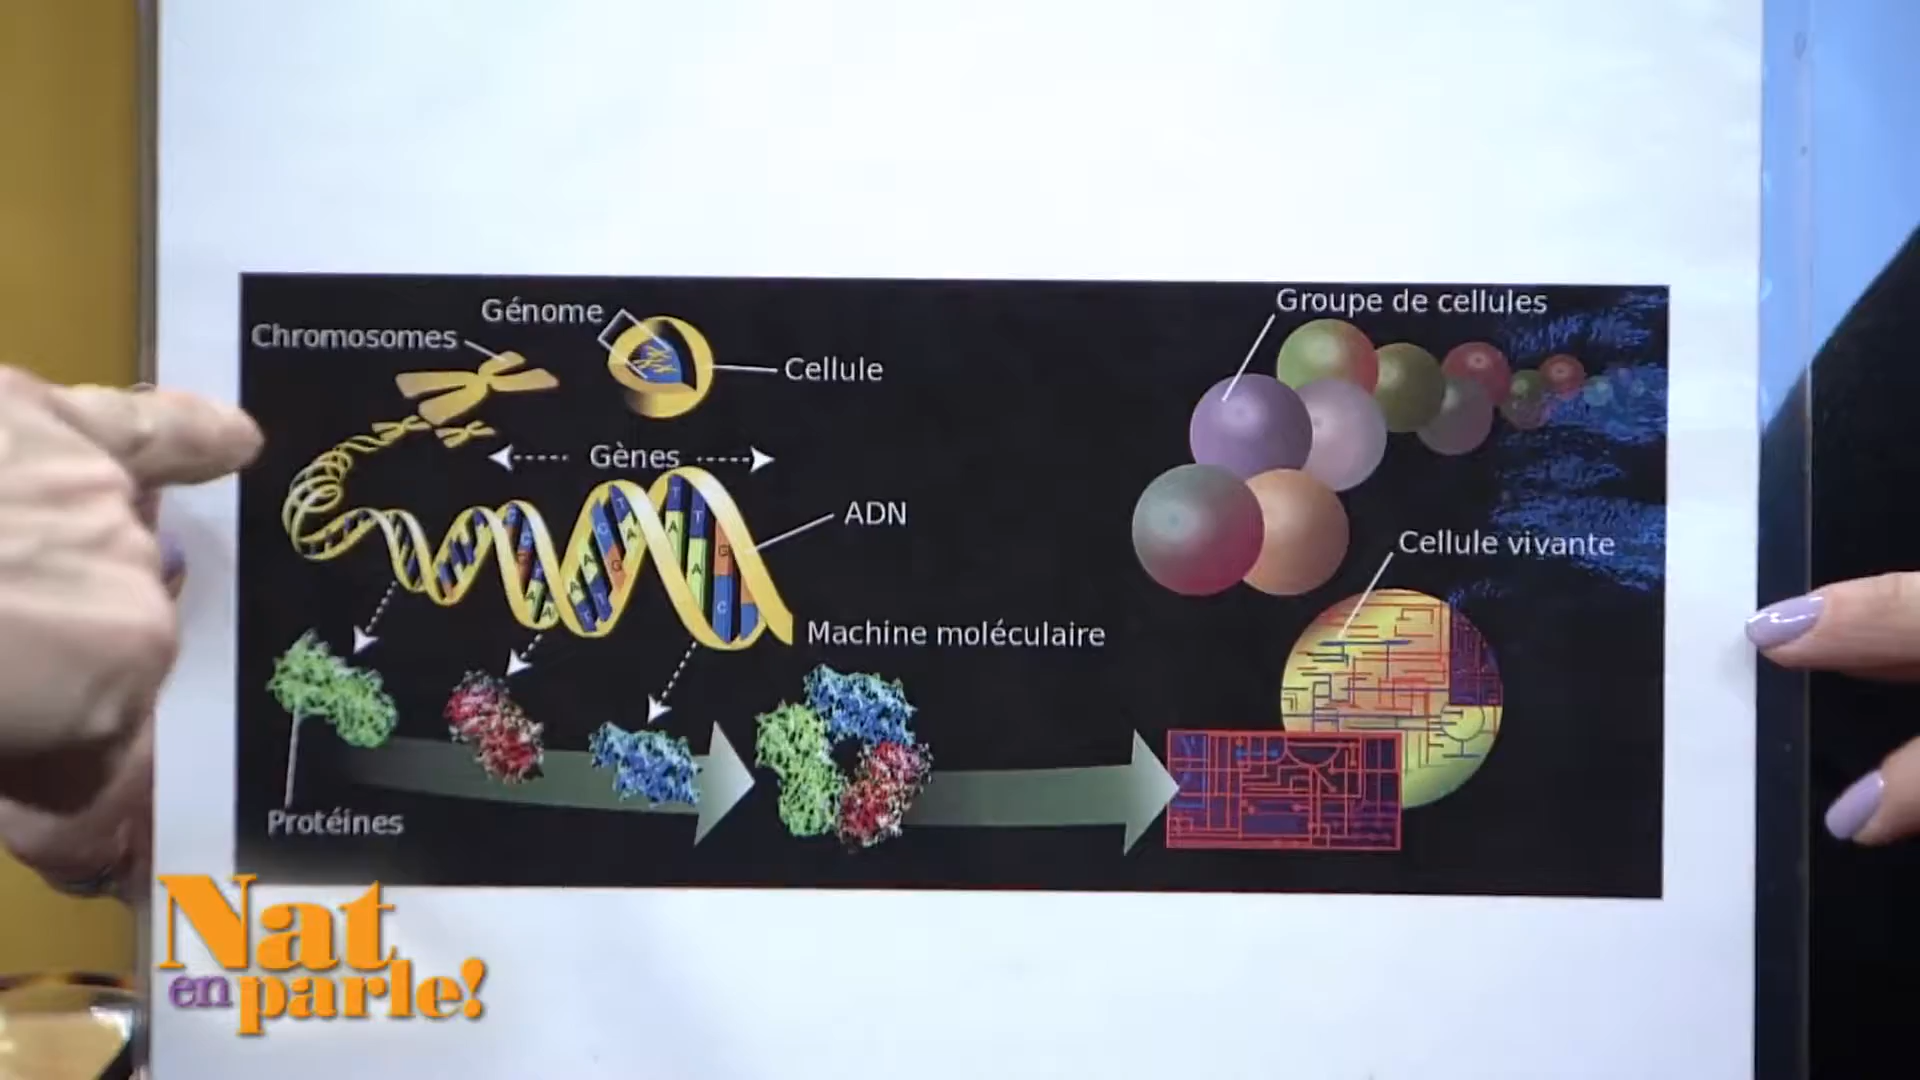 Génome
Chromosomes
Cellule
Gènes
ADN
Machine moléculaire
Protéines
Groupe de cellules
Cellule vivante
Nat
en parle!